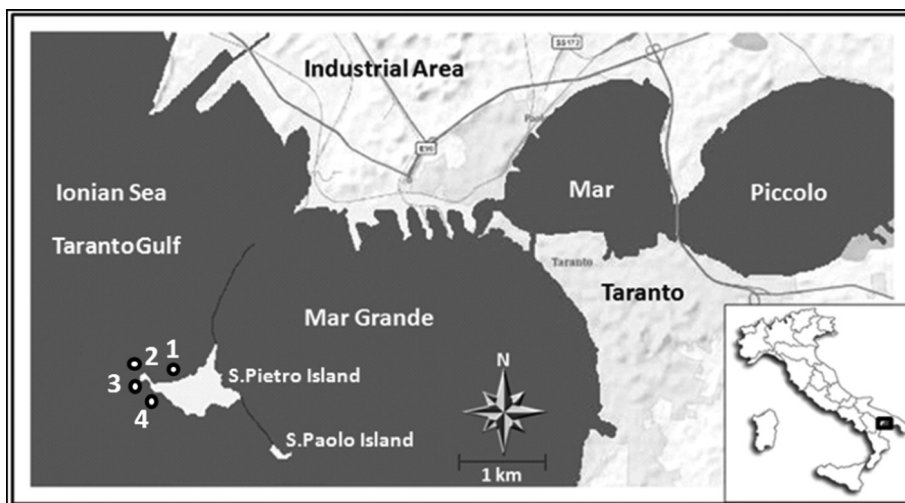 SS172
Industrial Area
E90
Ionian Sea
Mar
Piccolo
TarantoGulf
Taranto
Taranto
Mar Grande
N
1
2
S.Pietro Island
3
4
S.Paolo Island
1 km